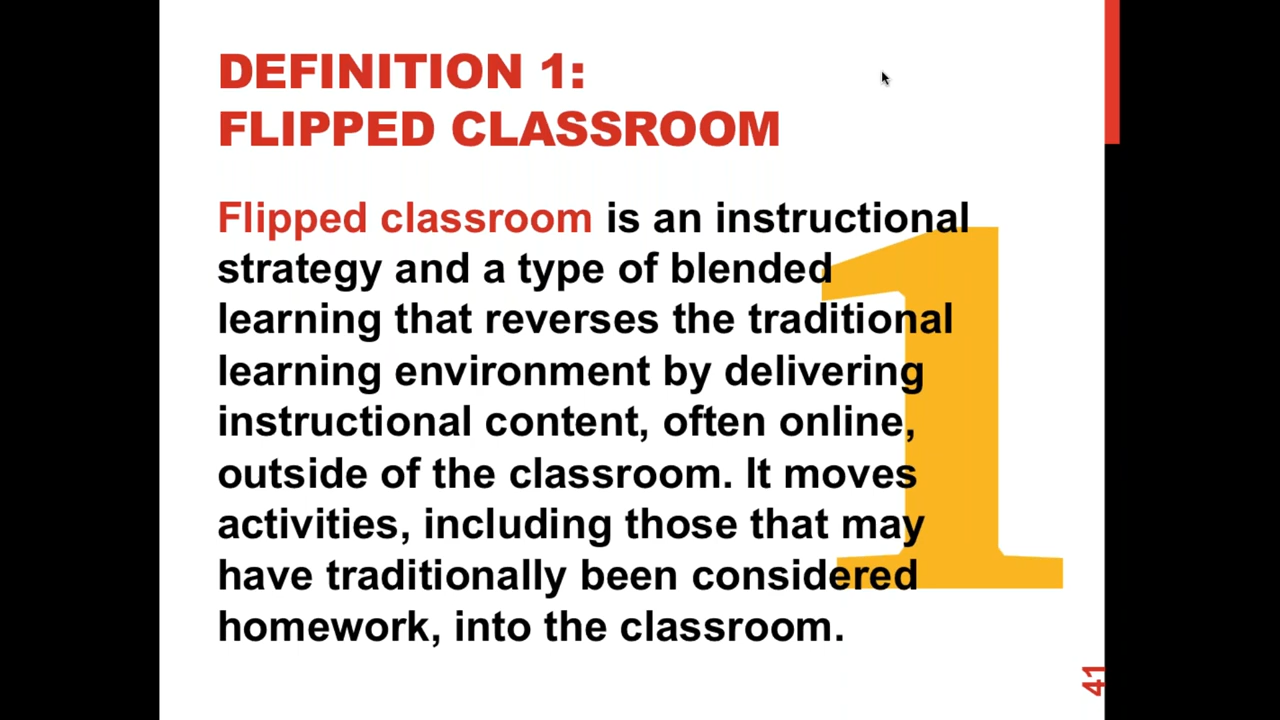 DEFINITION 1:
FLIPPED CLASSROOM
Flipped classroom is an instructional
strategy and a type of blended
learning that reverses the traditional
learning environment by delivering
instructional content, often online,
outside of the classroom. It moves
activities, including those that may
have traditionally been considered
homework, into the classroom.
1
41